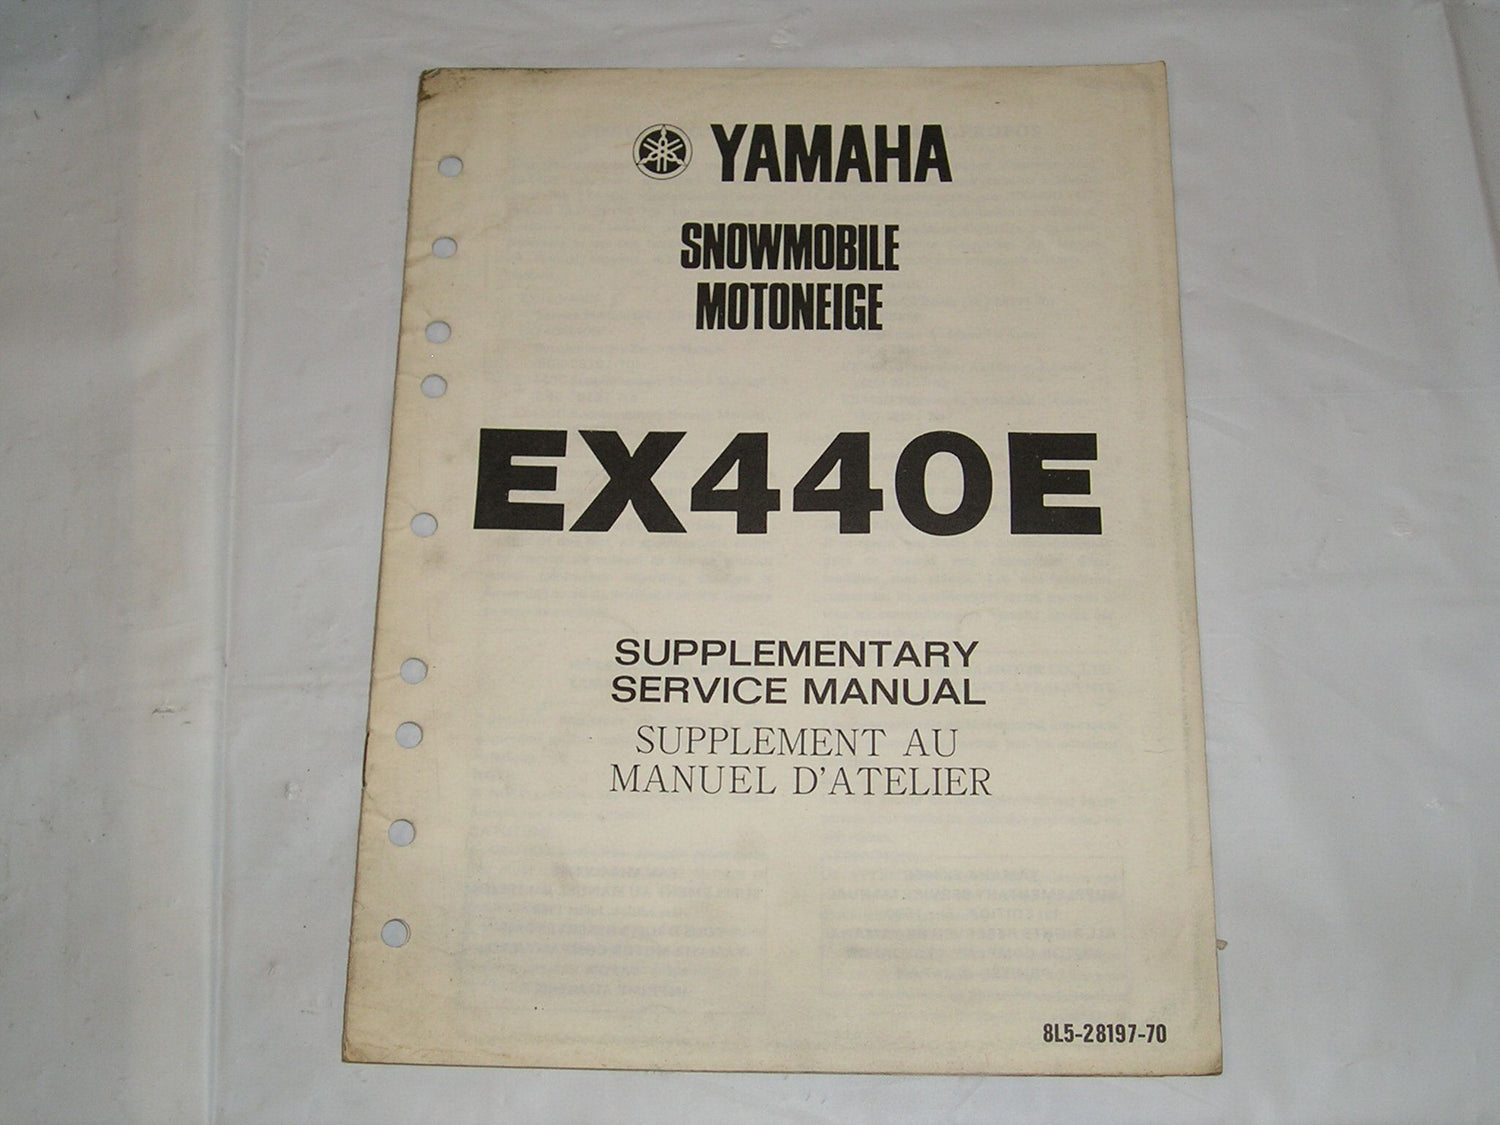 YAMAHA
SNOWMOBILE
MOTONEIGE
EX440E
SUPPLEMENTARY
SERVICE MANUAL
SUPPLEMENT AU
MANUEL D'ATELIER
8L5-28197-70